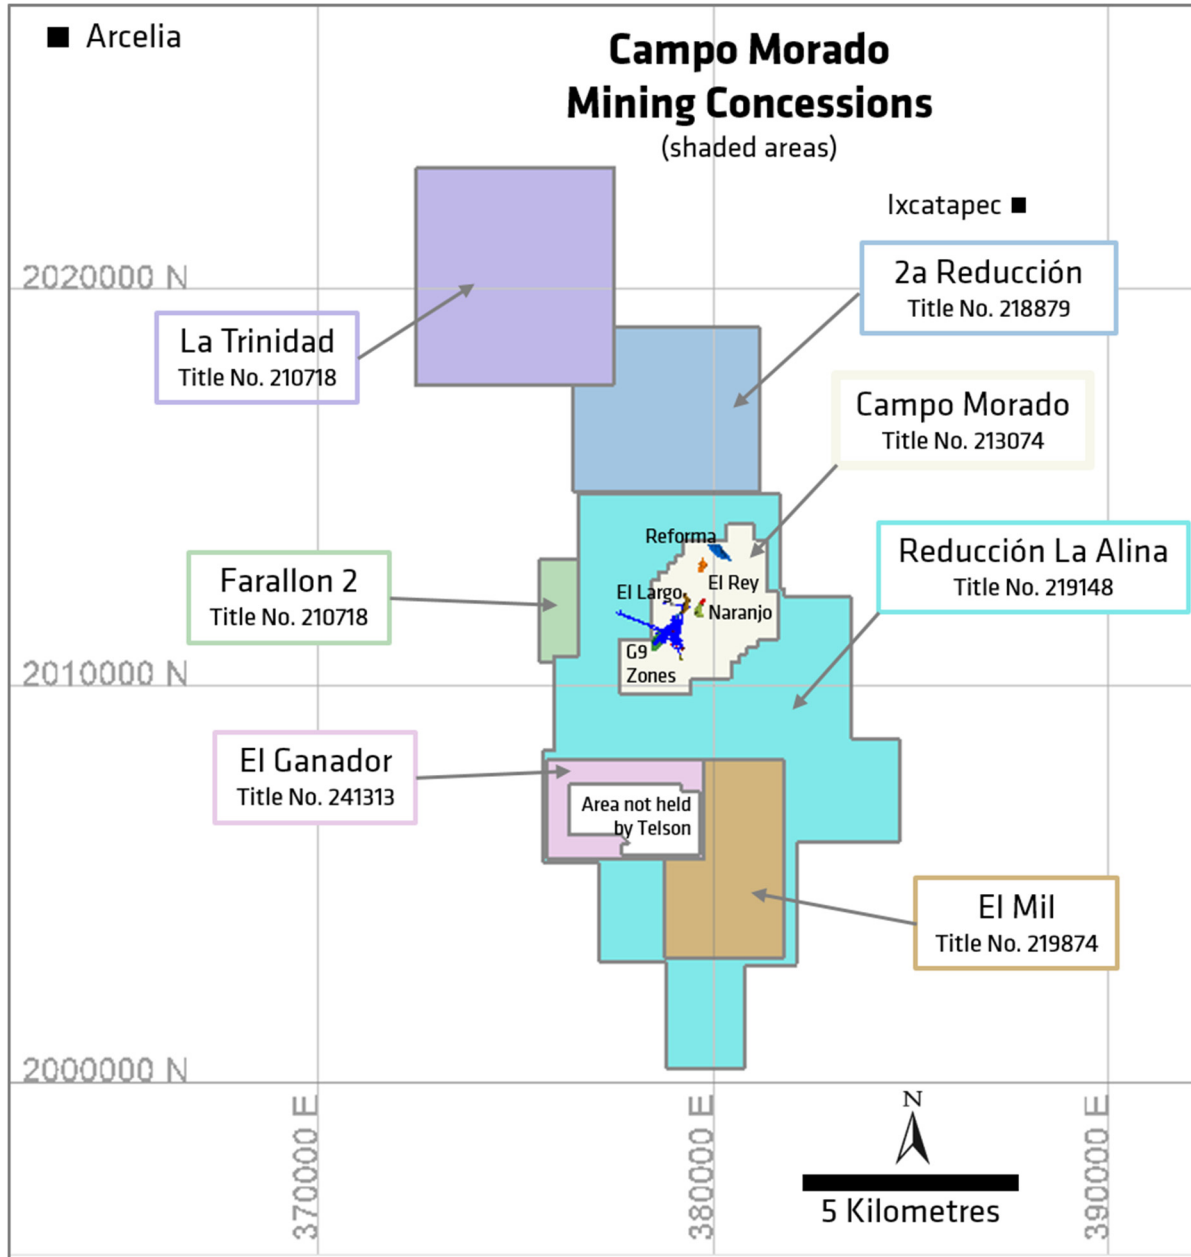 Arcelia
Campo Morado
Mining Concessions
(shaded areas)
Ixcatapec
2020000 N
2a Reducción
Title No. 218879
La Trinidad
Title No. 210718
Campo Morado
Title No. 213074
Reforma
Reducción La Alina
Title No. 219148
Farallon 2
Title No. 210718
El Rey
El Largo
Naranjo
G9
Zones
2010000 N
El Ganador
Title No. 241313
Area not held
by Telson
El Mil
Title No. 219874
2000000 N
370000 E
380000 E
390000 E
N
5 Kilometres